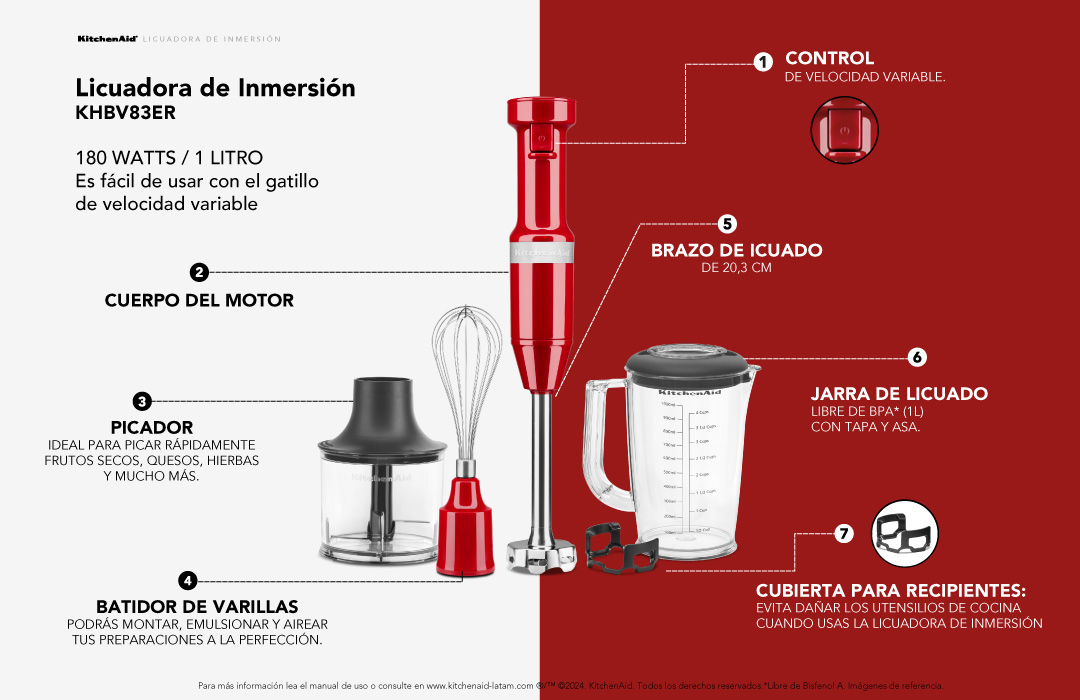 KitchenAid® LICUADORA DE INMERSIÓN
Licuadora de Inmersión
KHBV83ER
180 WATTS / 1 LITRO
Es fácil de usar con el gatillo
de velocidad variable
1 CONTROL
DE VELOCIDAD VARIABLE.
2
CUERPO DEL MOTOR
3
PICADOR
IDEAL PARA PICAR RÁPIDAMENTE
FRUTOS SECOS, QUESOS, HIERBAS
Y MUCHO MÁS.
4
BATIDOR DE VARILLAS
PODRÁS MONTAR, EMULSIONAR Y AIREAR
TUS PREPARACIONES A LA PERFECCIÓN.
5
BRAZO DE ICUADO
DE 20,3 CM
6
JARRA DE LICUADO
LIBRE DE BPA* (1L)
CON TAPA Y ASA.
7
CUBIERTA PARA RECIPIENTES:
EVITA DAÑAR LOS UTENSILIOS DE COCINA
CUANDO USAS LA LICUADORA DE INMERSIÓN
KitchenAid
KitchenAid
KitchenAid
Para más información lea el manual de uso o consulte en www.kitchenaid-latam.com ®/™ ©2024. KitchenAid. Todos los derechos reservados.*Libre de Bisfenol A. Imágenes de referencia.